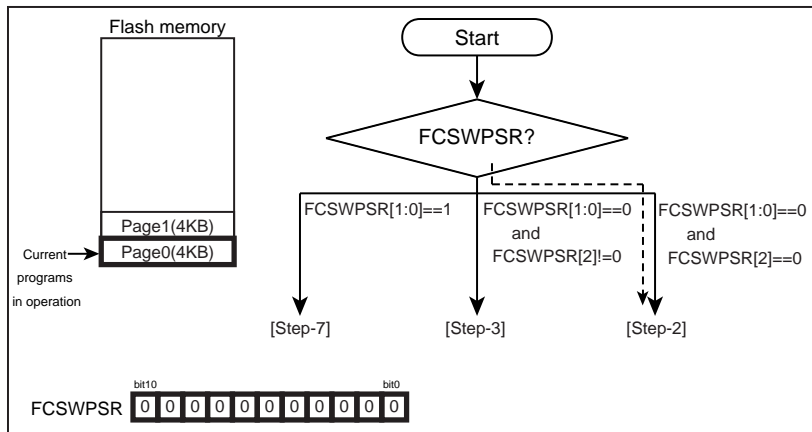 Flash memory
Page1(4KB)
Page0(4KB)
Current
programs
in operation
Start
FCSWPSR?
FCSWPSR[1:0]==1
FCSWPSR[1:0]==0
and
FCSWPSR[2]!=0
FCSWPSR[1:0]==0
and
FCSWPSR[2]==0
[Step-7]
[Step-3]
[Step-2]
bit10
bit0
FCSWPSR
0 0 0 0 0 0 0 0 0 0 0